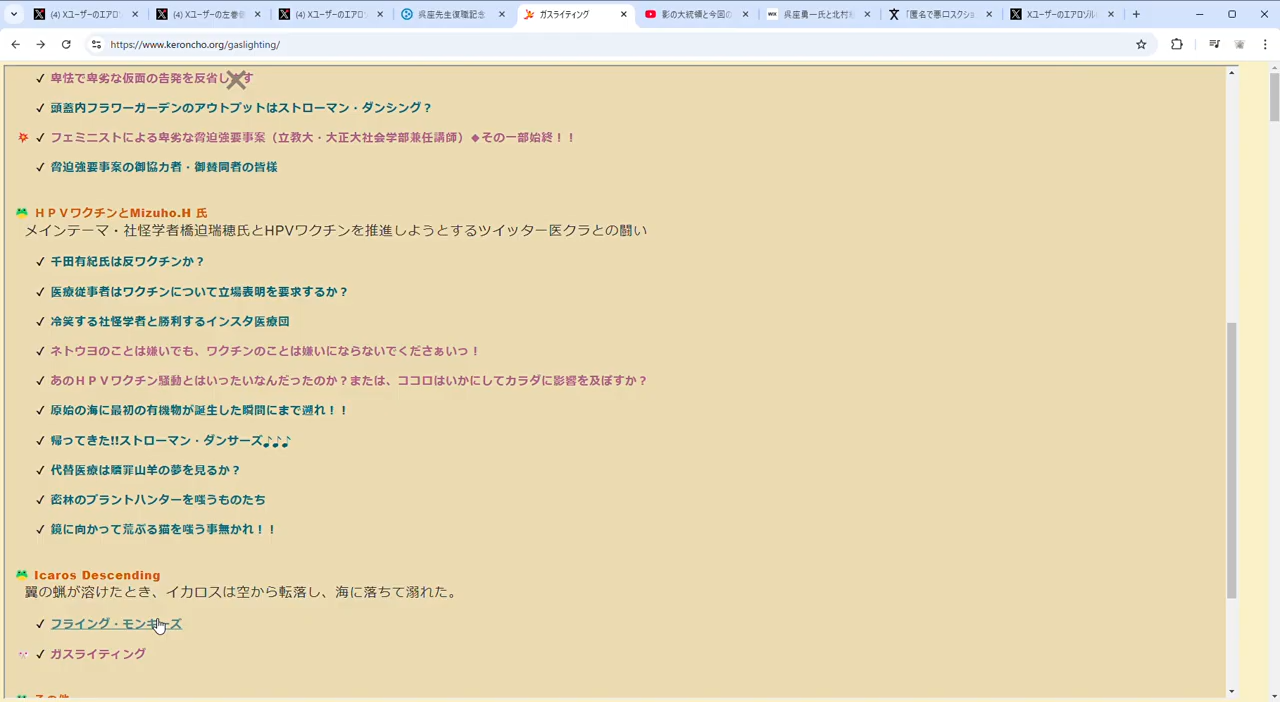 (4) Xユーザーのエアロゾ
(4) Xユーザーの左巻
(4) Xユーザーのエアロ
呉座先生復職記念
ガスライティング
影の大統領と今回の
呉座勇一氏と北村
「匿名で悪口スクショ
Xユーザーのエアロゾル
https://www.keroncho.org/gaslighting/
✓ 卑怯で卑劣な仮面の告発を反省します
✓ 頭蓋内フラワーガーデンのアウトプットはストローマン・ダンシング？
✓ フェミニストによる卑劣な脅迫強要事案（立教大・大正大社会学部兼任講師）◆その一部始終！！
✓ 脅迫強要事案の御協力者・御賛同者の皆様
ＨＰＶワクチンとMizuho.H 氏
メインテーマ・社怪学者橋迫瑞穂氏とHPVワクチンを推進しようとするツイッター医クラとの闘い
✓ 千田有紀氏は反ワクチンか？
✓ 医療従事者はワクチンについて立場表明を要求するか？
✓ 冷笑する社怪学者と勝利するインスタ医療団
✓ ネトウヨのことは嫌いでも、ワクチンのことは嫌いにならないでくださぁいっ！
✓ あのＨＰＶワクチン騒動とはいったいなんだったのか？または、ココロはいかにしてカラダに影響を及ぼすか？
✓ 原始の海に最初の有機物が誕生した瞬間にまで遡れ！！
✓ 帰ってきた!!ストローマン・ダンサーズ♪♪♪
✓ 代替医療は贖罪山羊の夢を見るか？
✓ 密林のプラントハンターを嗤うものたち
✓ 鏡に向かって荒ぶる猫を嗤う事無かれ！！
Icaros Descending
翼の蝋が溶けたとき、イカロスは空から転落し、海に落ちて溺れた。
✓ フライング・モンキーズ
✓ ガスライティング
その他